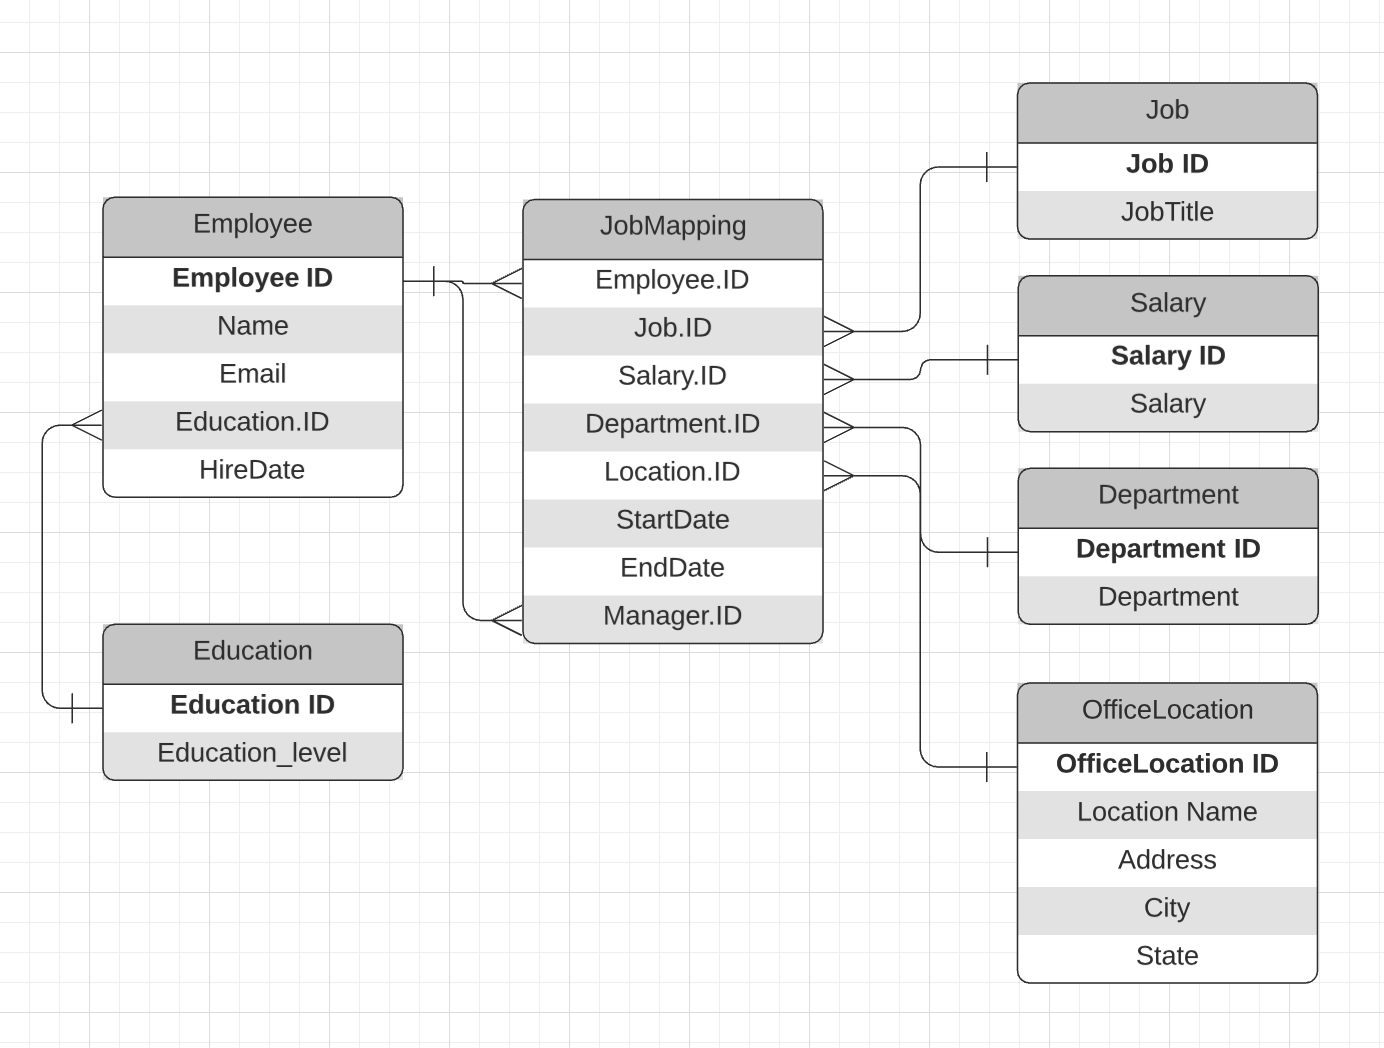 Employee
Employee ID
Name
Email
Education.ID
HireDate
Education
Education ID
Education_level
JobMapping
Employee.ID
Job.ID
Salary.ID
Department.ID
Location.ID
StartDate
EndDate
Manager.ID
Job
Job ID
JobTitle
Salary
Salary ID
Salary
Department
Department ID
Department
OfficeLocation
OfficeLocation ID
Location Name
Address
City
State